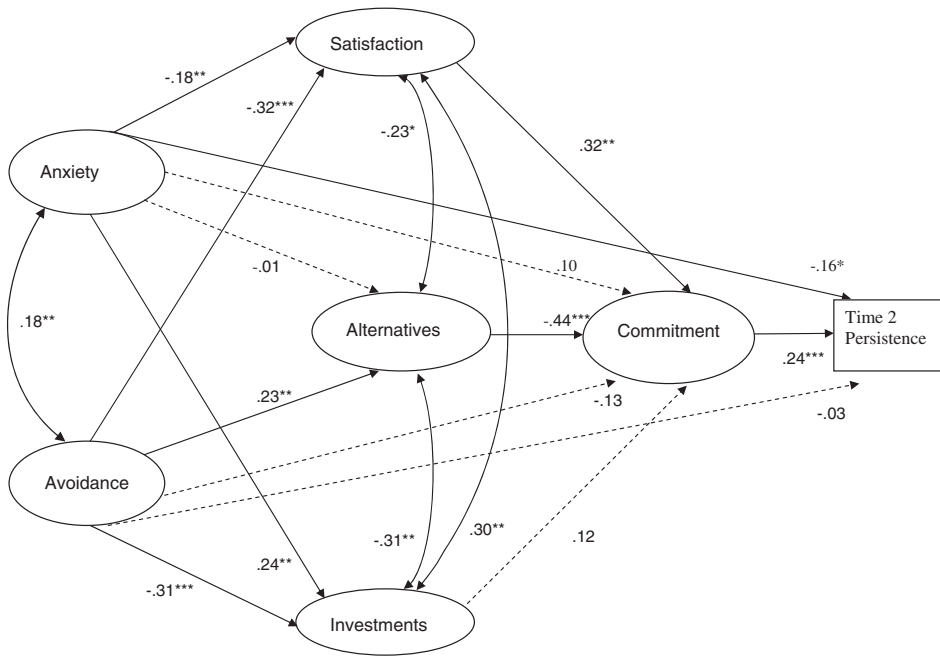 Satisfaction
-.18**
-.32***
-.23*
.32**
Anxiety
-.01
.10
-.16*
.18**
Alternatives
-.44***
Commitment
Time 2
Persistence
.24***
.23**
-.13
-.03
Avoidance
-.31***
.24**
-.31**
.30**
.12
Investments